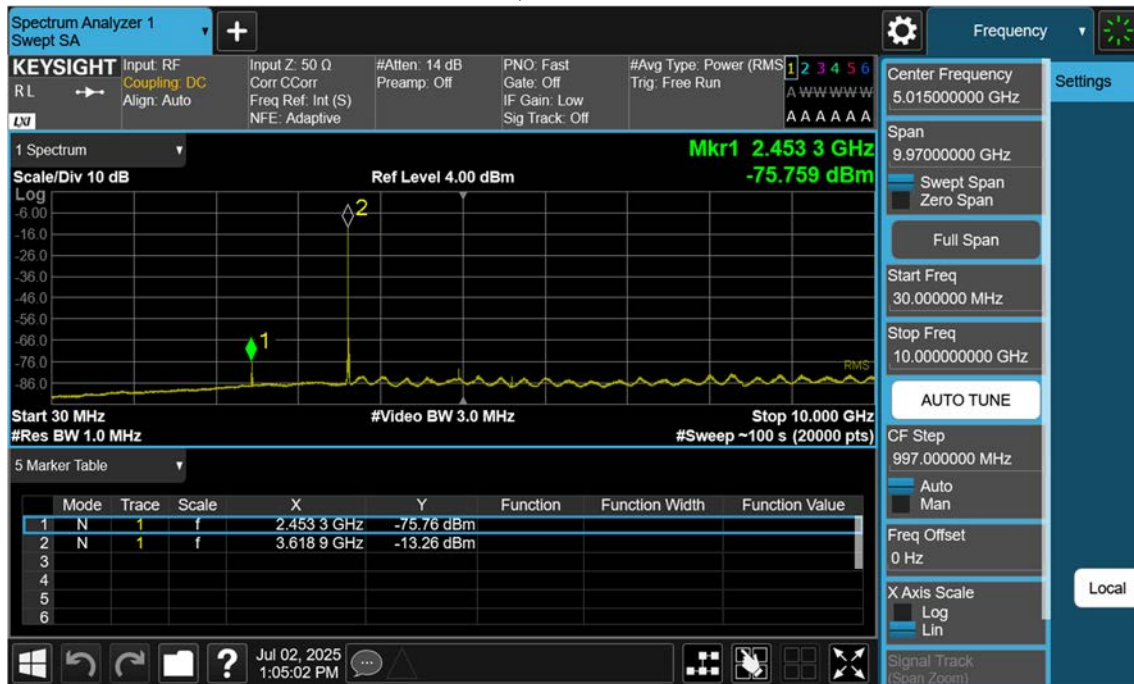 Spectrum Analyzer 1
Swept SA
+
Frequency
KEYSIGHT
RL
LXI
Input: RF
Coupling: DC
Align: Auto
Input Z: 50 Ω
Corr CCorr
Freq Ref: Int (S)
NFE: Adaptive
#Atten: 14 dB
Preamp: Off
PNO: Fast
Gate: Off
IF Gain: Low
Sig Track: Off
#Avg Type: Power (RMS
Trig: Free Run
1 2 3 4 5 6
A W W W W W
A A A A A A
1 Spectrum
Scale/Div 10 dB
Ref Level 4.00 dBm
Mkr1 2.453 3 GHz
-75.759 dBm
Log
-6.00
-16.0
-26.0
-36.0
-46.0
-56.0
-66.0
-76.0
-86.0
2
1
RMS
Start 30 MHz
#Video BW 3.0 MHz
Stop 10.000 GHz
#Res BW 1.0 MHz
#Sweep ~100 s (20000 pts)
5 Marker Table
Mode Trace Scale X Y Function Function Width Function Value
1 N 1 f 2.453 3 GHz -75.76 dBm
2 N 1 f 3.618 9 GHz -13.26 dBm
3
4
5
6
?
Jul 02, 2025
1:05:02 PM
Center Frequency
5.015000000 GHz
Span
9.97000000 GHz
Swept Span
Zero Span
Full Span
Start Freq
30.000000 MHz
Stop Freq
10.000000000 GHz
AUTO TUNE
CF Step
997.000000 MHz
Auto
Man
Freq Offset
0 Hz
X Axis Scale
Log
Lin
Signal Track
(Span Zoom)
Settings
Local